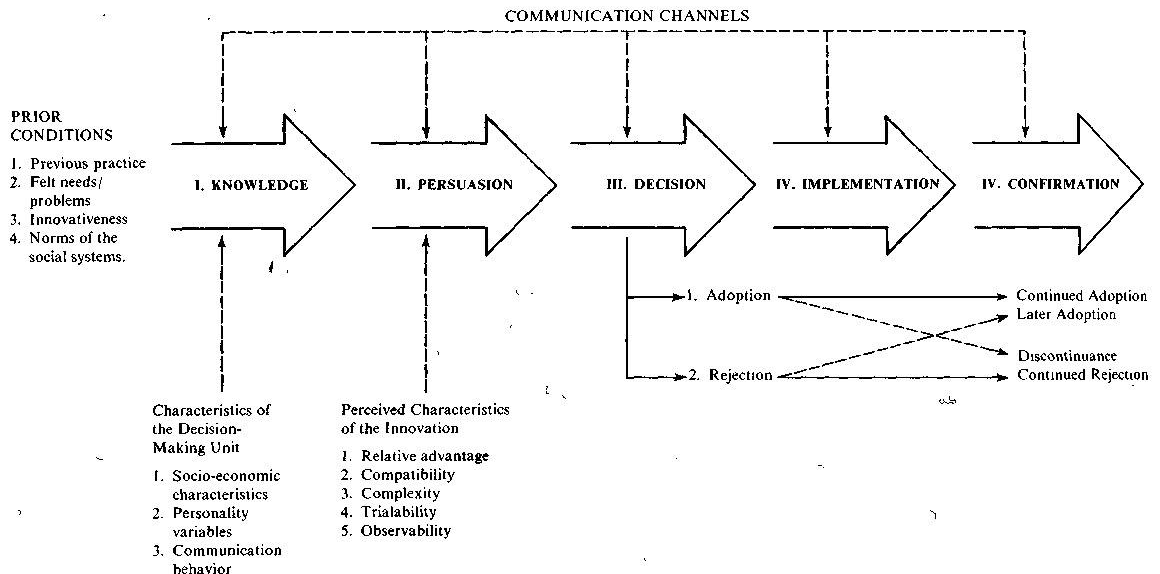 COMMUNICATION CHANNELS
PRIOR
CONDITIONS
1. Previous practice
2. Felt needs/
problems
3. Innovativeness
4. Norms of the
social systems.
I. KNOWLEDGE
II. PERSUASION
III. DECISION
IV. IMPLEMENTATION
IV. CONFIRMATION
1. Adoption
2. Rejection
Continued Adoption
Later Adoption
Discontinuance
Continued Rejection
Characteristics of
the Decision-
Making Unit
1. Socio-economic
characteristics
2. Personality
variables
3. Communication
behavior
Perceived Characteristics
of the Innovation
1. Relative advantage
2. Compatibility
3. Complexity
4. Trialability
5. Observability